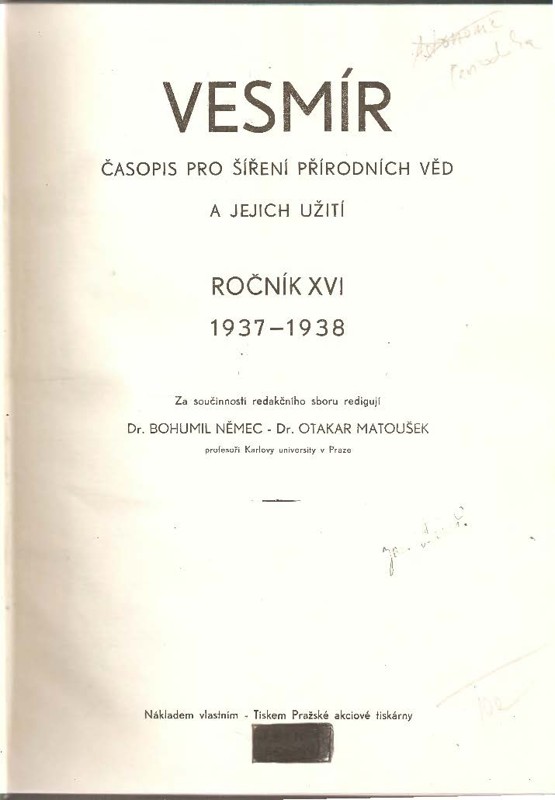 VESMÍR
ČASOPIS PRO ŠÍŘENÍ PŘÍRODNÍCH VĚD
A JEJICH UŽITÍ
ROČNÍK XVI
1937–1938
Za součinnosti redakčního sboru redigují
Dr. BOHUMIL NĚMEC - Dr. OTAKAR MATOUŠEK
profesoři Karlovy university v Praze
Nákladem vlastním - Tiskem Pražské akciové tiskárny